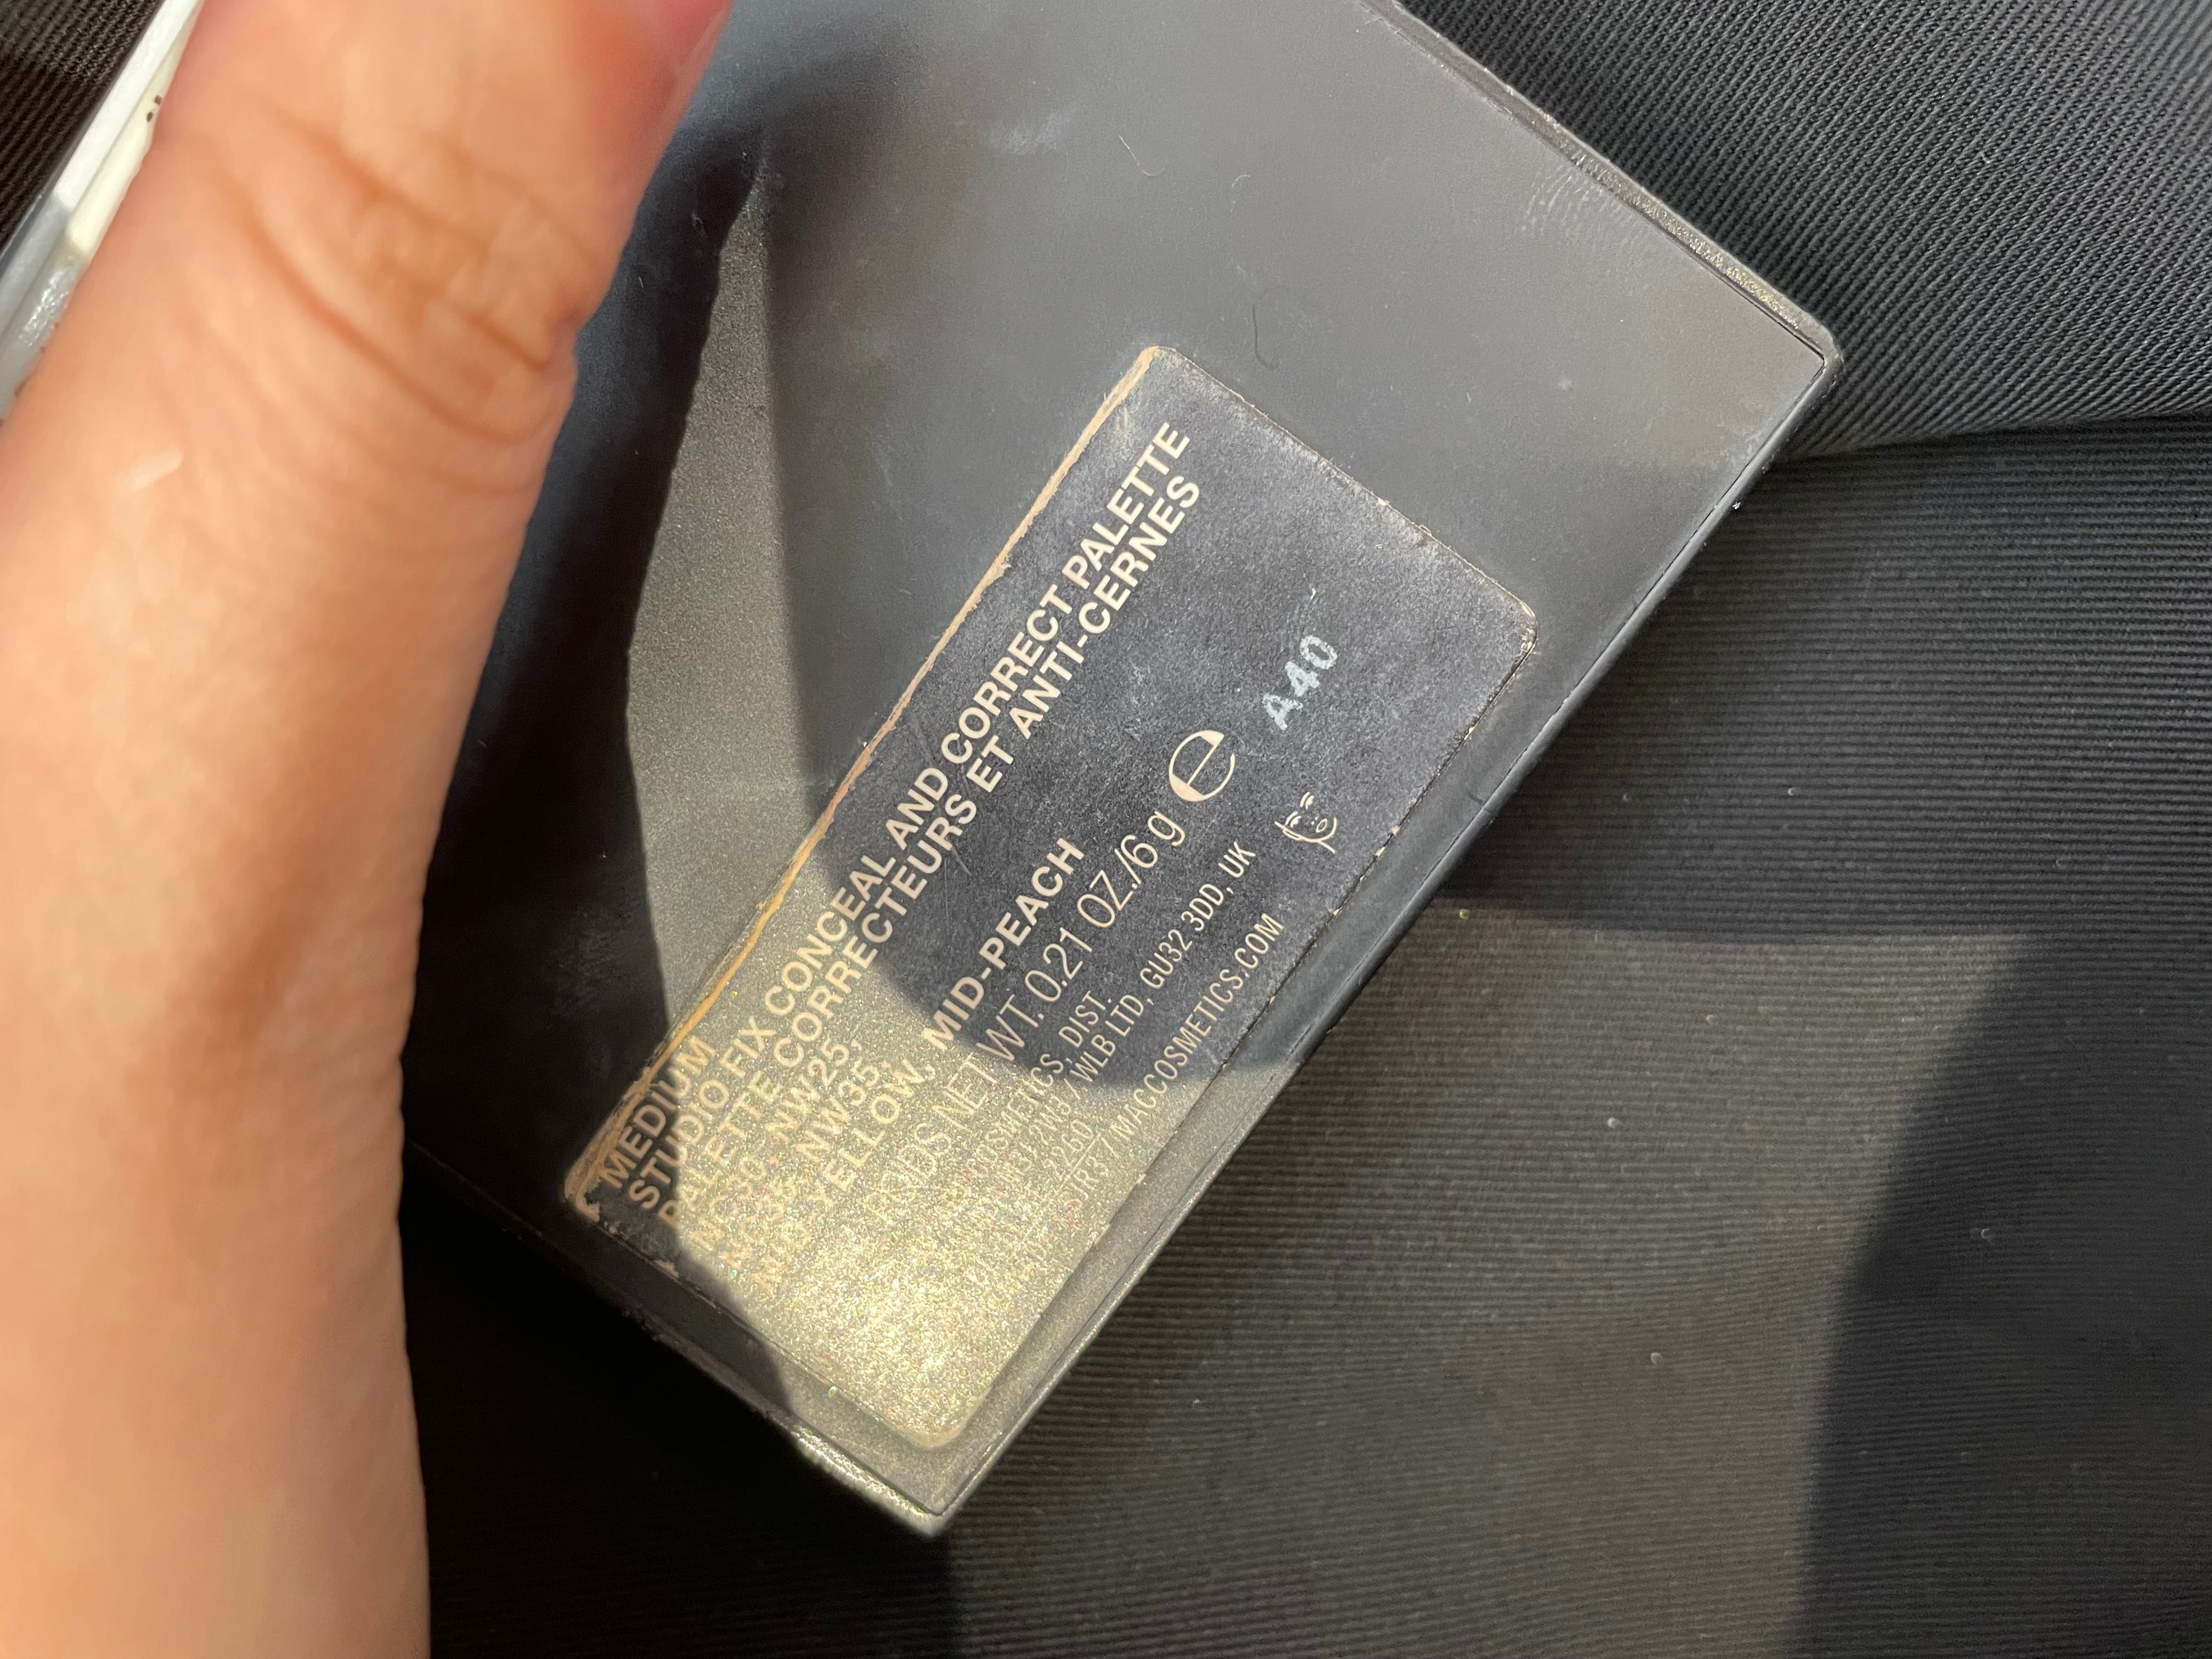 MEDIUM
STUDIO FIX CONCEAL AND CORRECT PALETTE
PALETTE CORRECTEURS ET ANTI-CERNES
NW25,
NW35,
YELLOW, MID-PEACH
NET WT. 0.21 OZ./6 g e
A40
COSMETICS, DIST.
WLB LTD, GU32 3DD, UK
MACCOSMETICS.COM